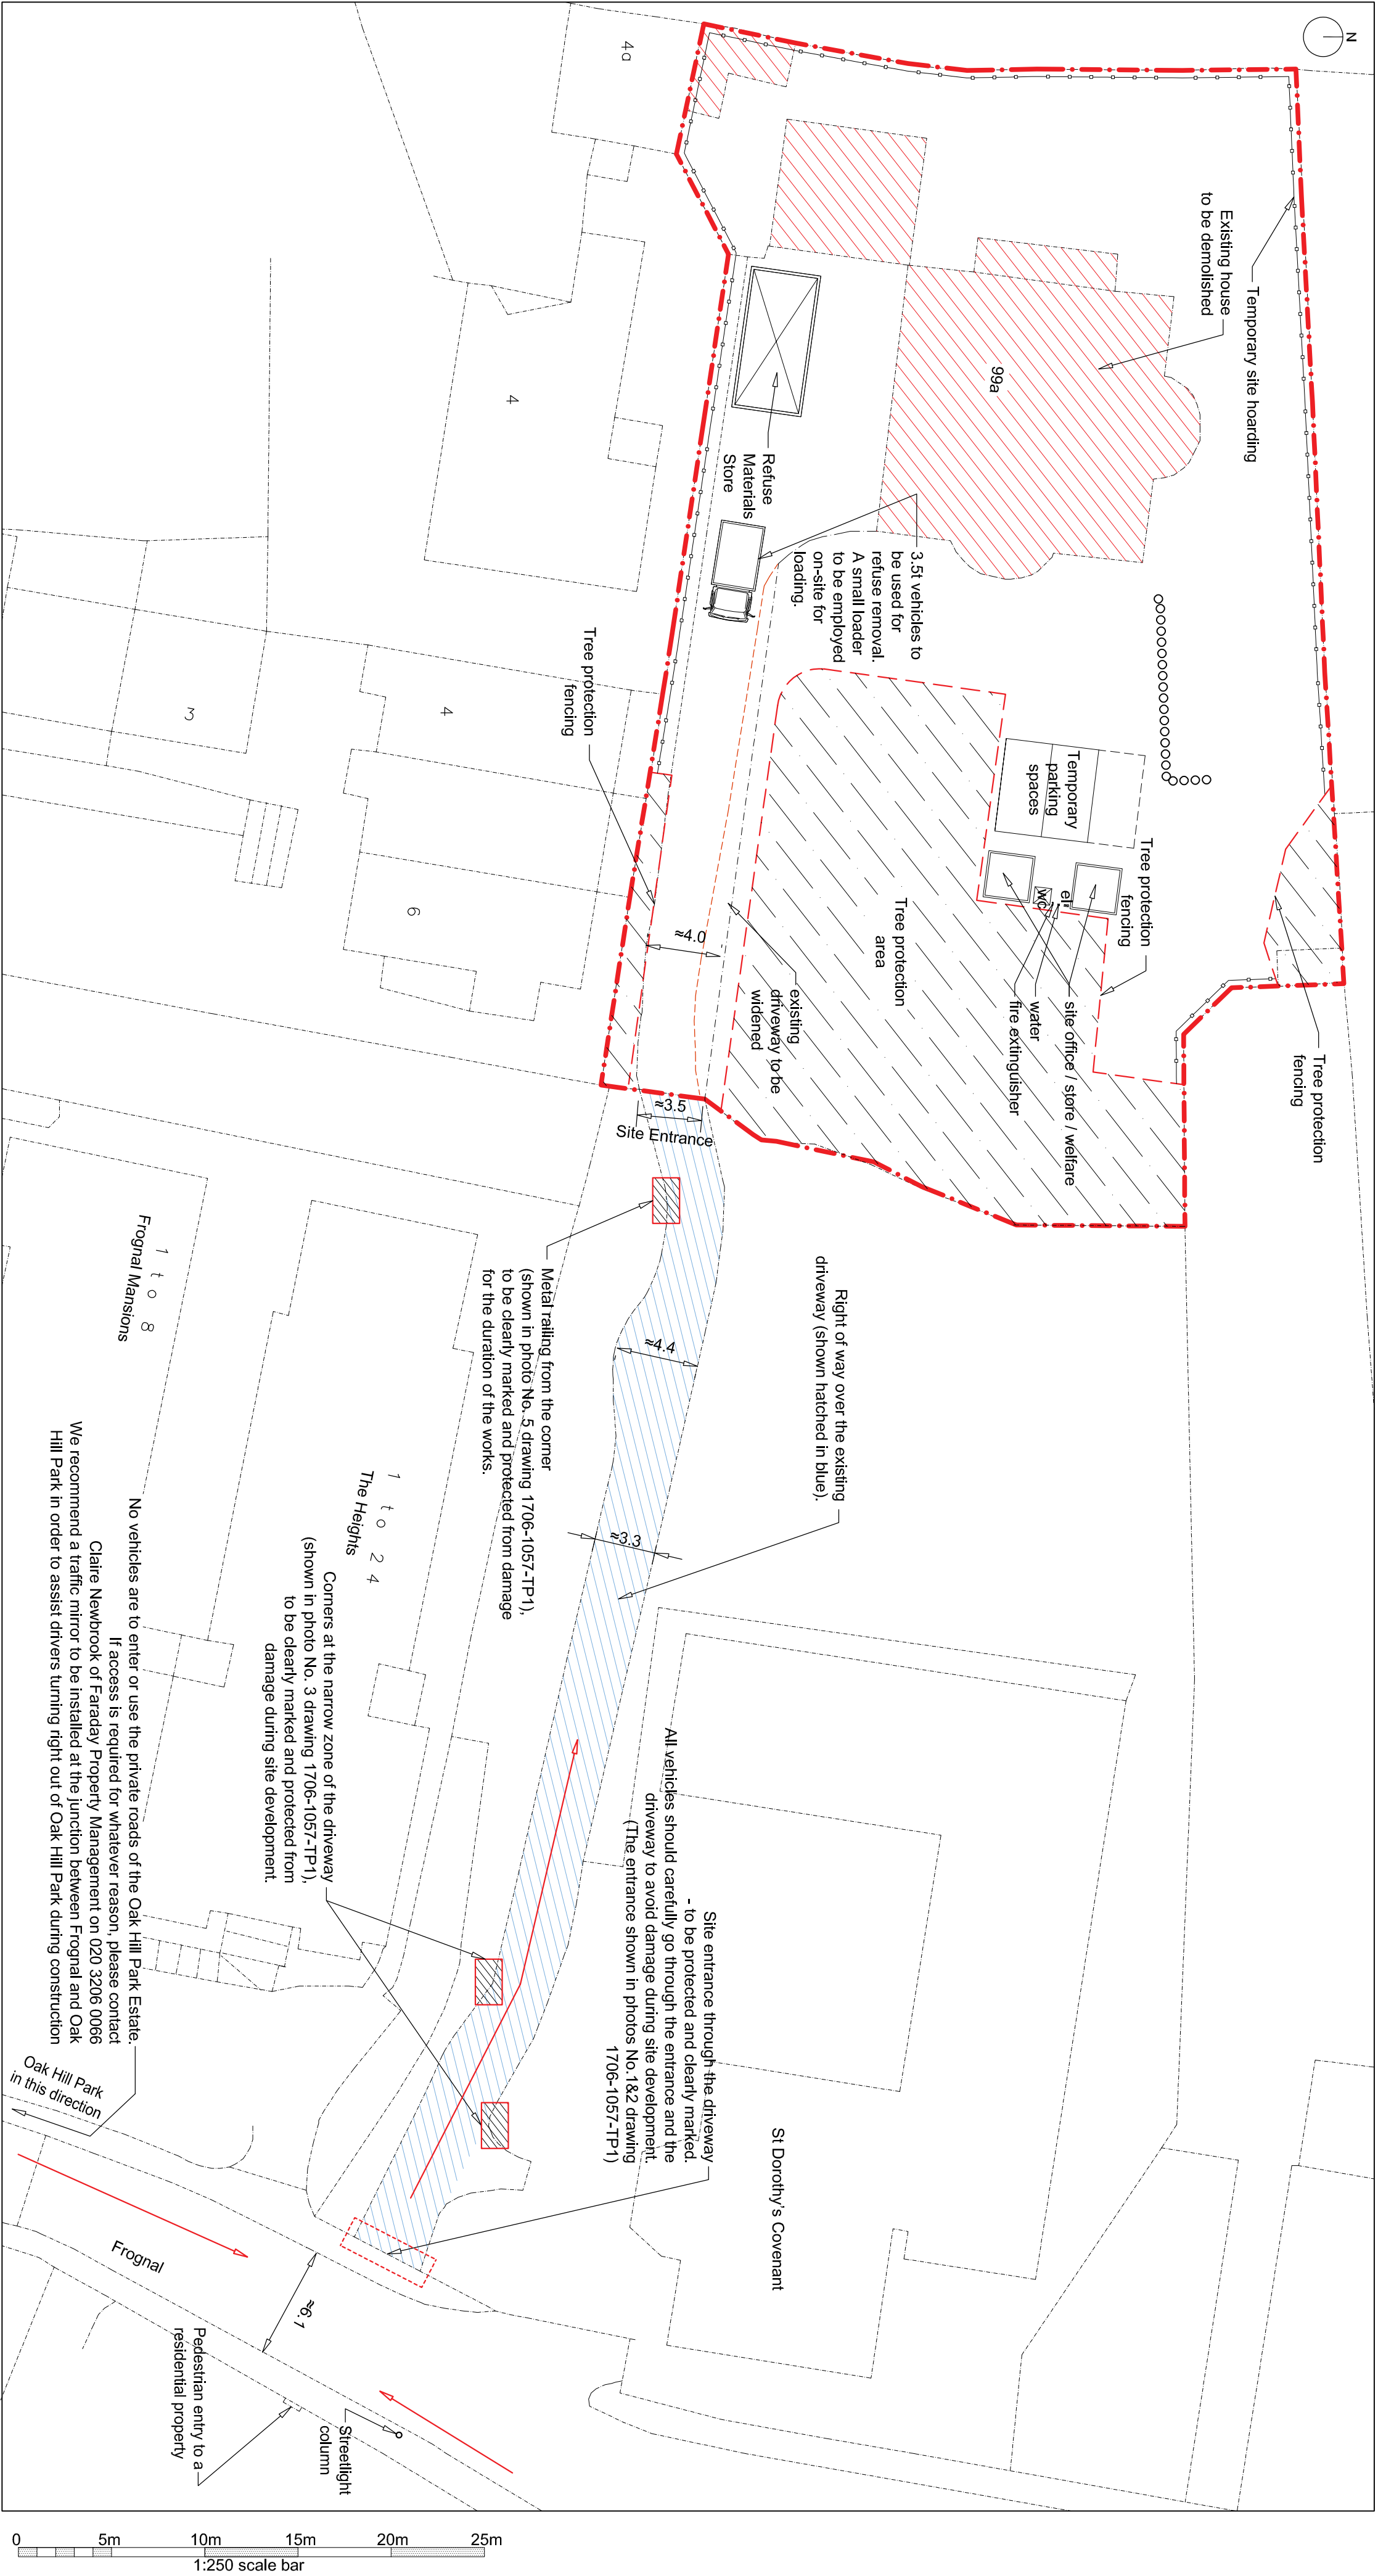 N
4a
Existing house
to be demolished
Temporary site hoarding
99a
4
Refuse
Materials
Store
3.5t vehicles to
be used for
refuse removal.
A small loader
to be employed
on-site for
loading.
Tree protection
fencing
4
3
6
Temporary
parking
spaces
Tree protection
fencing
el.
wc
Tree protection
area
site office / store / welfare
water
fire extinguisher
Tree protection
fencing
≈4.0
existing
driveway to be
widened
≈3.5
Site Entrance
1 to 8
Frognal Mansions
Metal railing from the corner
(shown in photo No. 5 drawing 1706-1057-TP1),
to be clearly marked and protected from damage
for the duration of the works.
Right of way over the existing
driveway (shown hatched in blue).
≈4.4
≈3.3
1 to 24
The Heights
Corners at the narrow zone of the driveway
(shown in photo No. 3 drawing 1706-1057-TP1),
to be clearly marked and protected from
damage during site development.
No vehicles are to enter or use the private roads of the Oak Hill Park Estate.
If access is required for whatever reason, please contact
Claire Newbrook of Faraday Property Management on 020 3206 0066
We recommend a traffic mirror to be installed at the junction between Frognal and Oak
Hill Park in order to assist drivers turning right out of Oak Hill Park during construction
Site entrance through the driveway
- to be protected and clearly marked.
All vehicles should carefully go through the entrance and the
driveway to avoid damage during site development.
(The entrance shown in photos No.1&2 drawing
1706-1057-TP1)
St Dorothy's Covenant
Oak Hill Park
in this direction
Frognal
≈6.1
Pedestrian entry to a
residential property
Streetlight
column
0 5m 10m 15m 20m 25m
1:250 scale bar